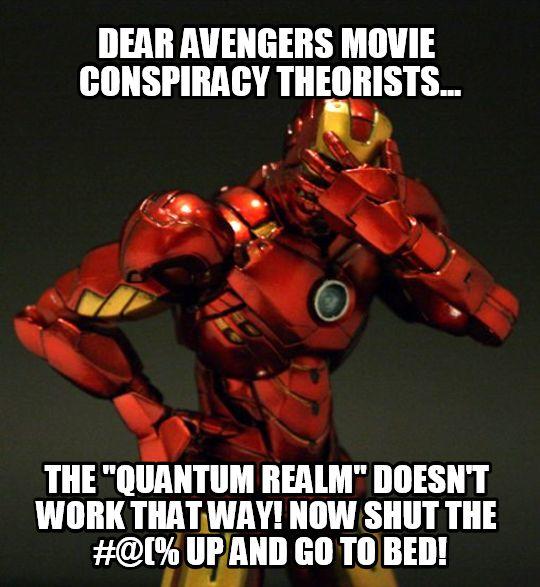 DEAR AVENGERS MOVIE
CONSPIRACY THEORISTS...
THE "QUANTUM REALM" DOESN'T
WORK THAT WAY! NOW SHUT THE
#@(% UP AND GO TO BED!